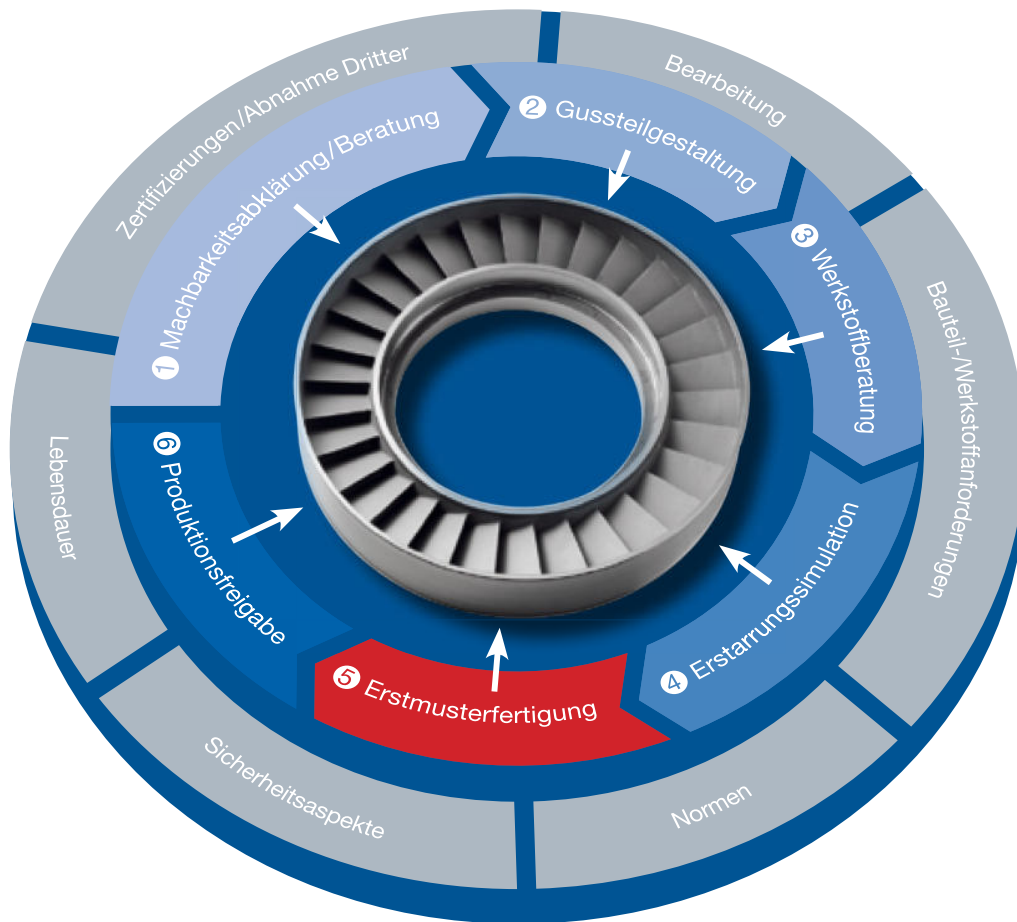 Zertifizierungen/Abnahme Dritter
Bearbeitung
Bauteil-/Werkstoffanforderungen
Normen
Sicherheitsaspekte
Lebensdauer
1 Machbarkeitsabklärung/Beratung
2 Gussteilgestaltung
3 Werkstoffberatung
4 Erstarrungssimulation
5 Erstmusterfertigung
6 Produktionsfreigabe